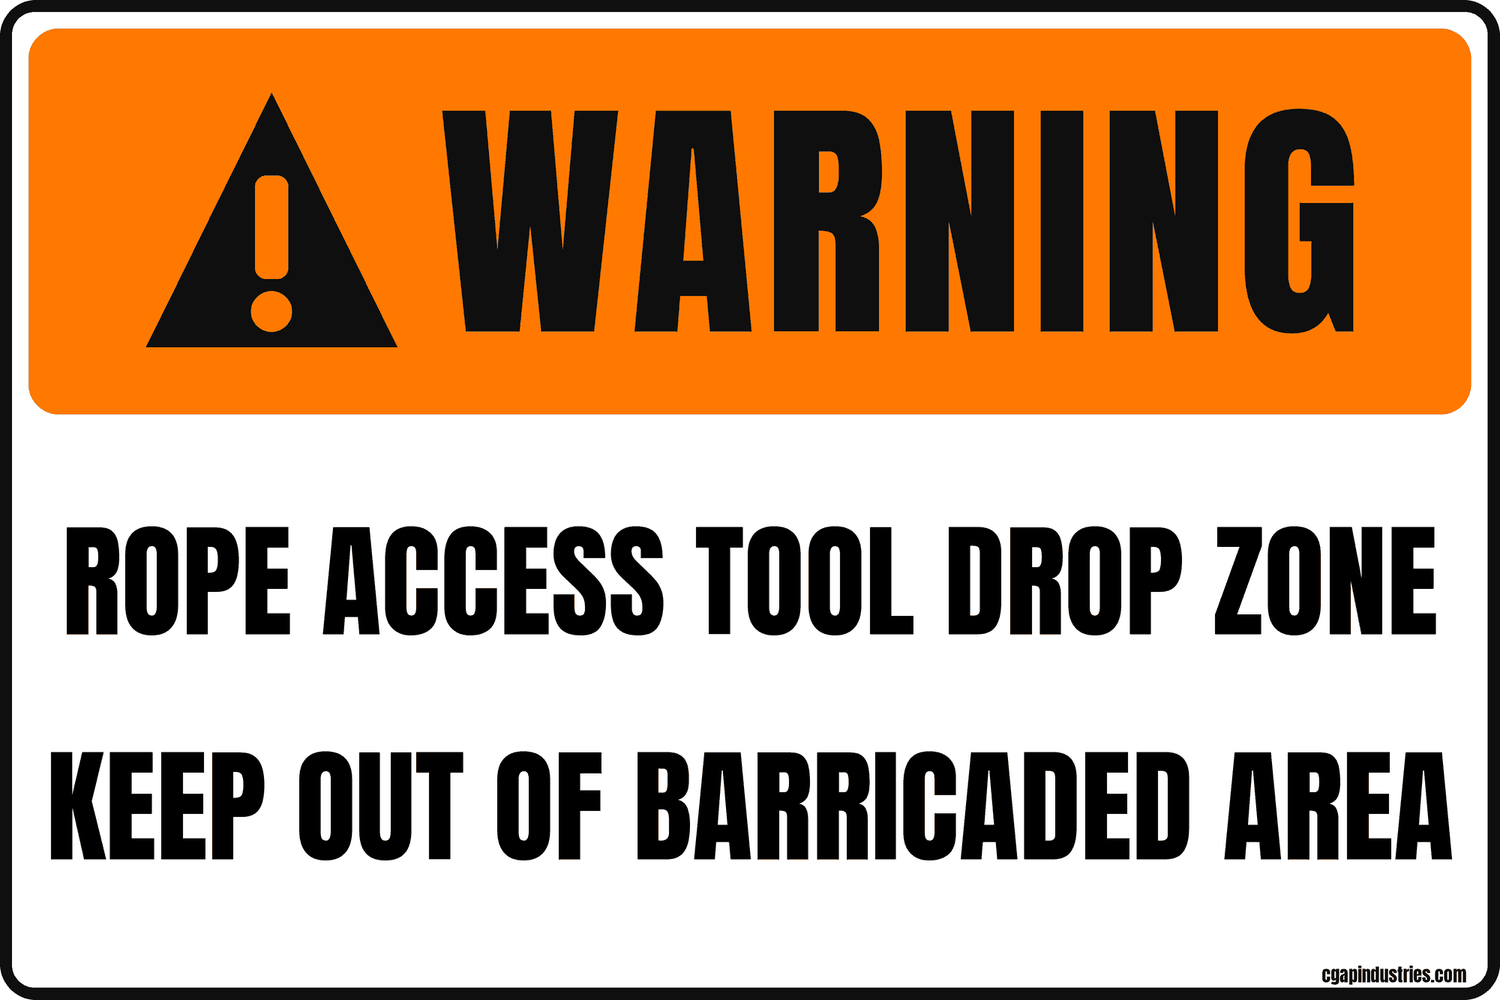 WARNING
ROPE ACCESS TOOL DROP ZONE
KEEP OUT OF BARRICADED AREA
cgapindustries.com